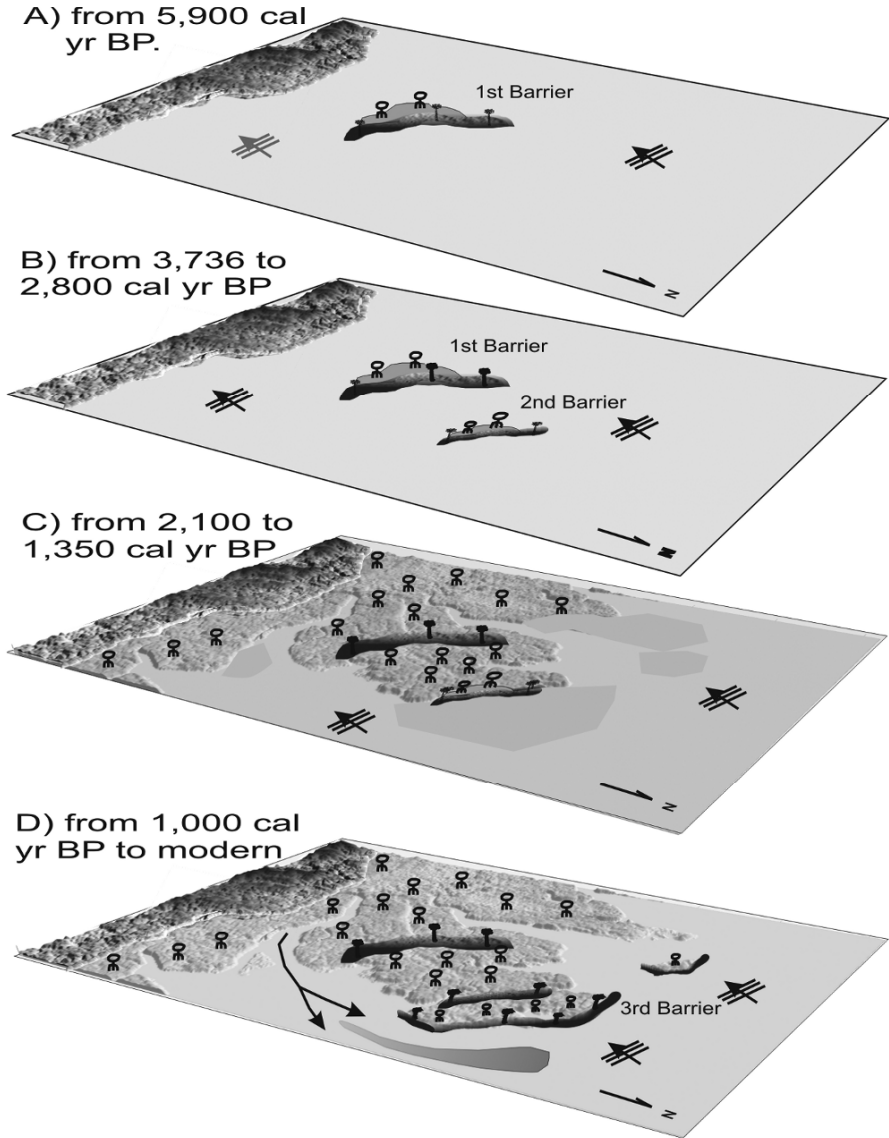 A) from 5,900 cal
yr BP.
1st Barrier
N
B) from 3,736 to
2,800 cal yr BP
1st Barrier
2nd Barrier
N
C) from 2,100 to
1,350 cal yr BP
N
D) from 1,000 cal
yr BP to modern
3rd Barrier
N